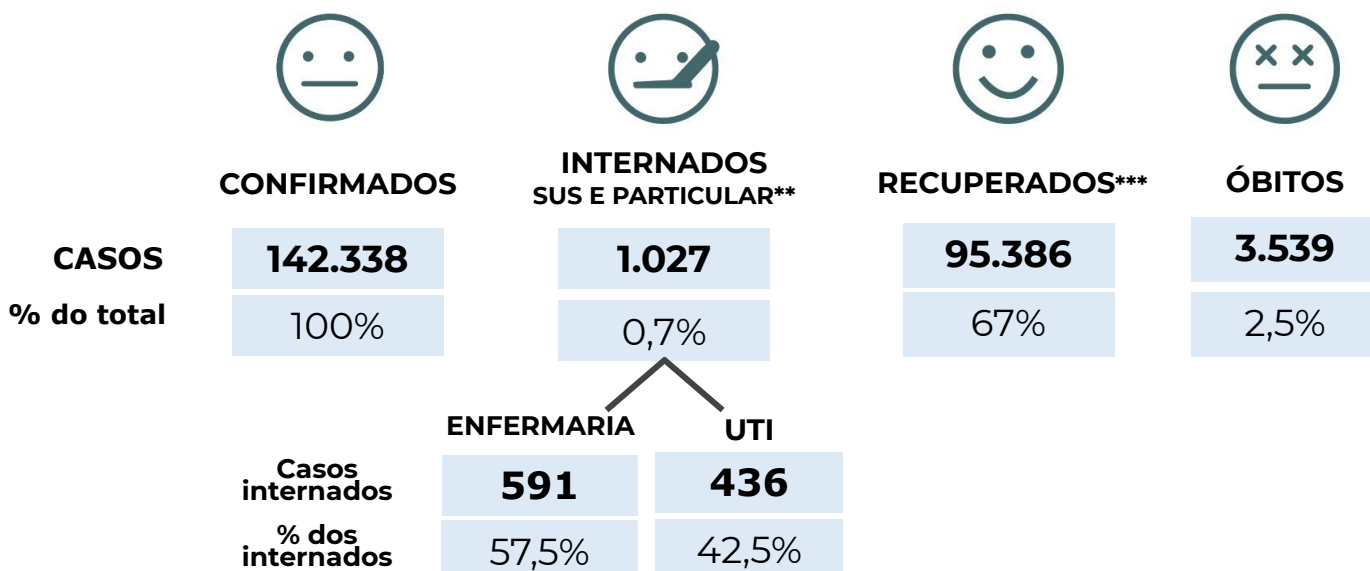 CONFIRMADOS
INTERNADOS
SUS E PARTICULAR**
RECUPERADOS***
ÓBITOS
CASOS 142.338 1.027 95.386 3.539
% do total 100% 0,7% 67% 2,5%
ENFERMARIA UTI
Casos
internados
591 436
% dos
internados
57,5% 42,5%